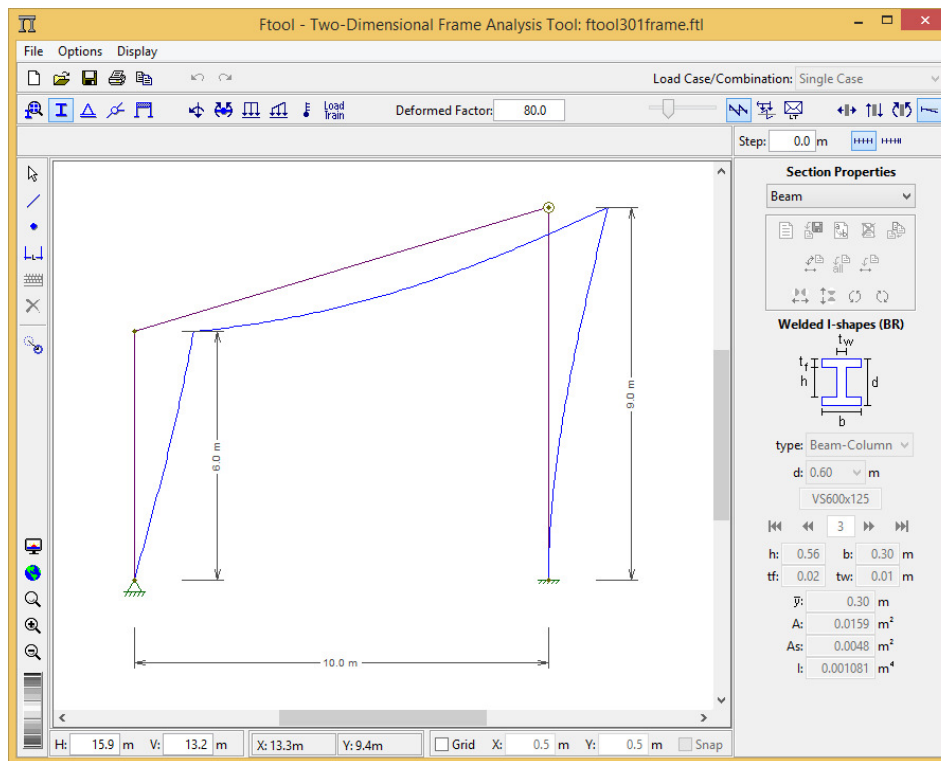 Ftool - Two-Dimensional Frame Analysis Tool: ftool301frame.ftl
File Options Display
Load Case/Combination: Single Case
Load Train
Deformed Factor: 80.0
LT
Step: 0.0 m
Section Properties
Beam
all
Welded I-shapes (BR)
tw
tf
h
d
b
type: Beam-Column
d: 0.60 m
VS600x125
3
h: 0.56 b: 0.30 m
tf: 0.02 tw: 0.01 m
y̅: 0.30 m
A: 0.0159 m²
As: 0.0048 m²
I: 0.001081 m⁴
L
6.0 m
9.0 m
10.0 m
H: 15.9 m V: 13.2 m X: 13.3m Y: 9.4m Grid X: 0.5 m Y: 0.5 m Snap